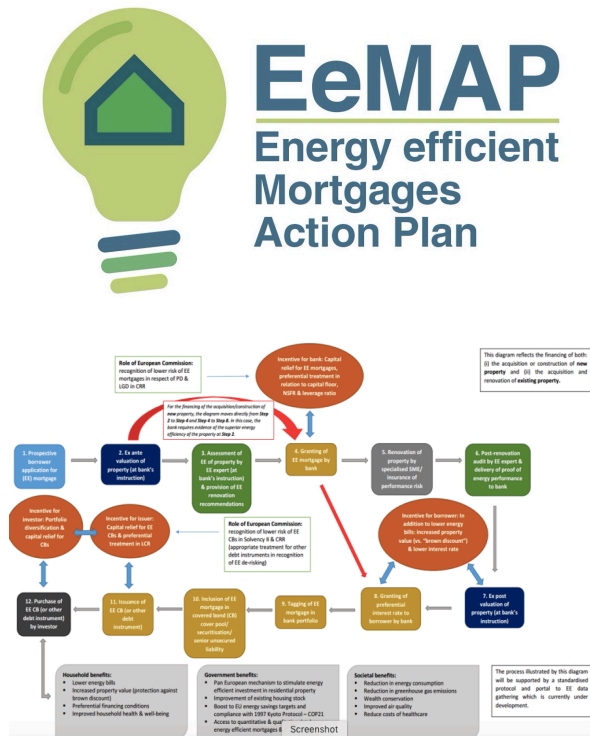 EeMAP
Energy efficient
Mortgages
Action Plan
Role of European Commission:
recognition of lower risk of EE
mortgages in respect of PD &
LGD in CRR
Incentive for bank: Capital
relief for EE mortgages,
preferential treatment in
relation to capital floor,
NSFR & leverage ratio
This diagram reflects the financing of both:
(i) the acquisition or construction of new
property and (ii) the acquisition and
renovation of existing property.
For the financing of the acquisition/construction of
new property, the diagram moves directly from Step
2 to Step 4 and Step 4 to Step 8. In this case, the
bank requires evidence of the superior energy
efficiency of the property at Step 2.
1. Prospective
borrower
application for
(EE) mortgage
2. Ex ante
valuation of
property (at bank's
instruction)
3. Assessment of
EE of property by
EE expert (at
bank's instruction)
& provision of EE
renovation
recommendations
4. Granting of
EE mortgage by
bank
5. Renovation of
property by
specialised SME/
insurance of
performance risk
6. Post-renovation
audit by EE expert &
delivery of proof of
energy performance
to bank
Incentive for
investor: Portfolio
diversification &
capital relief for
CBs
Incentive for issuer:
Capital relief for EE
CBs & preferential
treatment in LCR
Role of European Commission:
recognition of lower risk of EE
CBs in Solvency II & CRR
(appropriate treatment for other
debt instruments in recognition
of EE de-risking)
Incentive for borrower: In
addition to lower energy
bills: increased property
value (vs. "brown discount")
& lower interest rate
12. Purchase of
EE CB (or other
debt instrument)
by investor
11. Issuance of
EE CB (or other
debt
instrument)
10. Inclusion of EE
mortgage in
covered bond (CB)
cover pool/
securitisation/
senior unsecured
liability
9. Tagging of EE
mortgage in
bank portfolio
8. Granting of
preferential
interest rate to
borrower by bank
7. Ex post
valuation of
property (at bank's
instruction)
Household benefits:
▪ Lower energy bills
▪ Increased property value (protection against
brown discount)
▪ Preferential financing conditions
▪ Improved household health & well-being
Government benefits:
▪ Pan European mechanism to stimulate energy
efficient investment in residential property
▪ Improvement of existing housing stock
▪ Boost to EU energy savings targets and
compliance with 1997 Kyoto Protocol – COP21
▪ Access to quantitative &
energy efficient mortgages
Societal benefits:
▪ Reduction in energy consumption
▪ Reduction in greenhouse gas emissions
▪ Wealth conservation
▪ Improved air quality
▪ Reduce costs of healthcare
The process illustrated by this diagram
will be supported by a standardised
protocol and portal to EE data
gathering which is currently under
development.
Screenshot